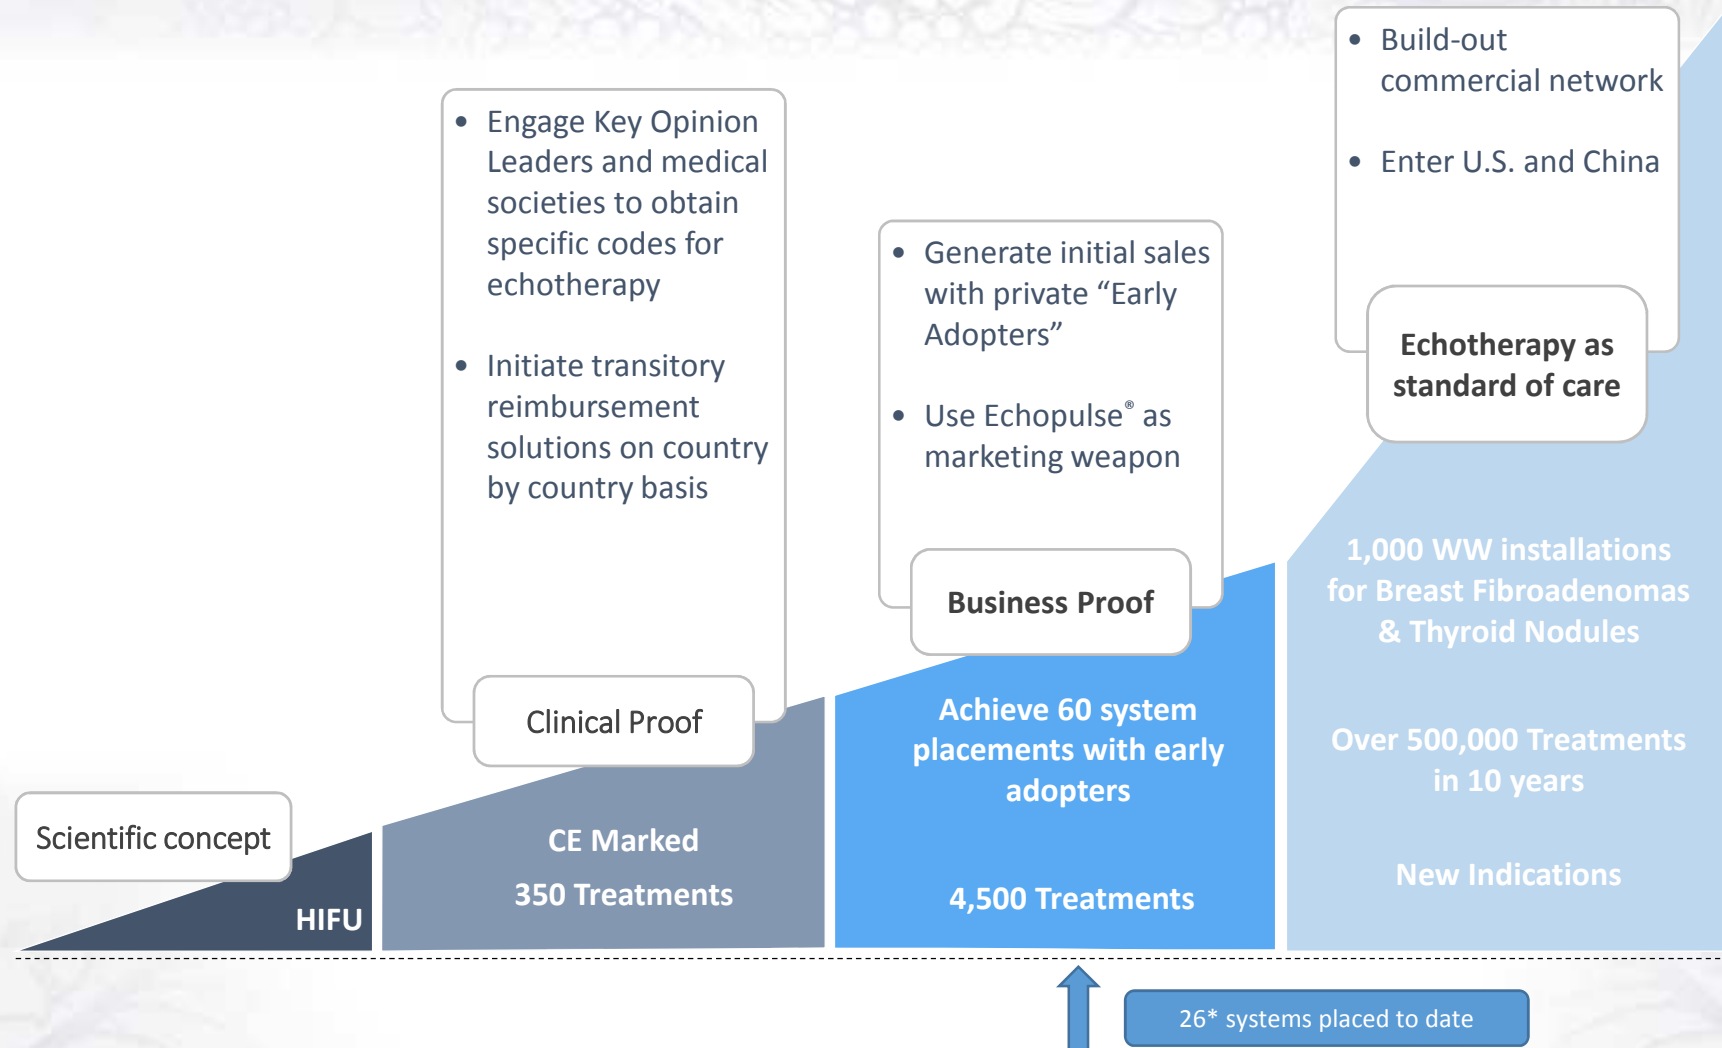 Scientific concept
HIFU
• Engage Key Opinion
Leaders and medical
societies to obtain
specific codes for
echotherapy
• Initiate transitory
reimbursement
solutions on country
by country basis
Clinical Proof
CE Marked
350 Treatments
• Generate initial sales
with private “Early
Adopters”
• Use Echopulse® as
marketing weapon
Business Proof
Achieve 60 system
placements with early
adopters
4,500 Treatments
• Build-out
commercial network
• Enter U.S. and China
Echotherapy as
standard of care
1,000 WW installations
for Breast Fibroadenomas
& Thyroid Nodules
Over 500,000 Treatments
in 10 years
New Indications
26* systems placed to date